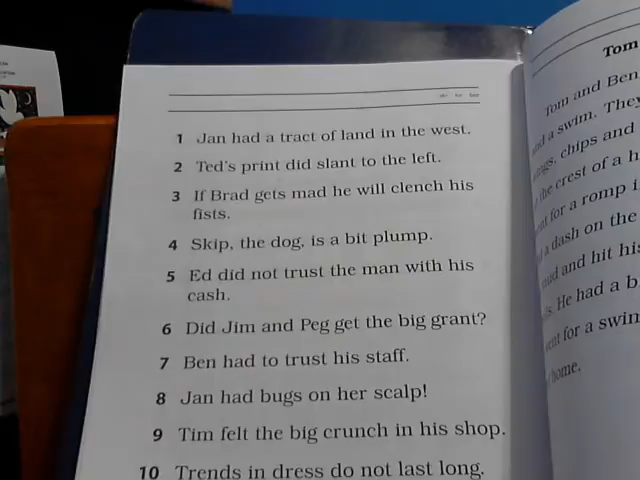 1 Jan had a tract of land in the west.
2 Ted's print did slant to the left.
3 If Brad gets mad he will clench his
fists.
4 Skip, the dog, is a bit plump.
5 Ed did not trust the man with his
cash.
6 Did Jim and Peg get the big grant?
7 Ben had to trust his staff.
8 Jan had bugs on her scalp!
9 Tim felt the big crunch in his shop.
10 Trends in dress do not last long.
Tom
Tom and Ben
a swim. They
chips and
the crest of a
for a romp
a dash on the
and hit his
He had a
for a swim
home.